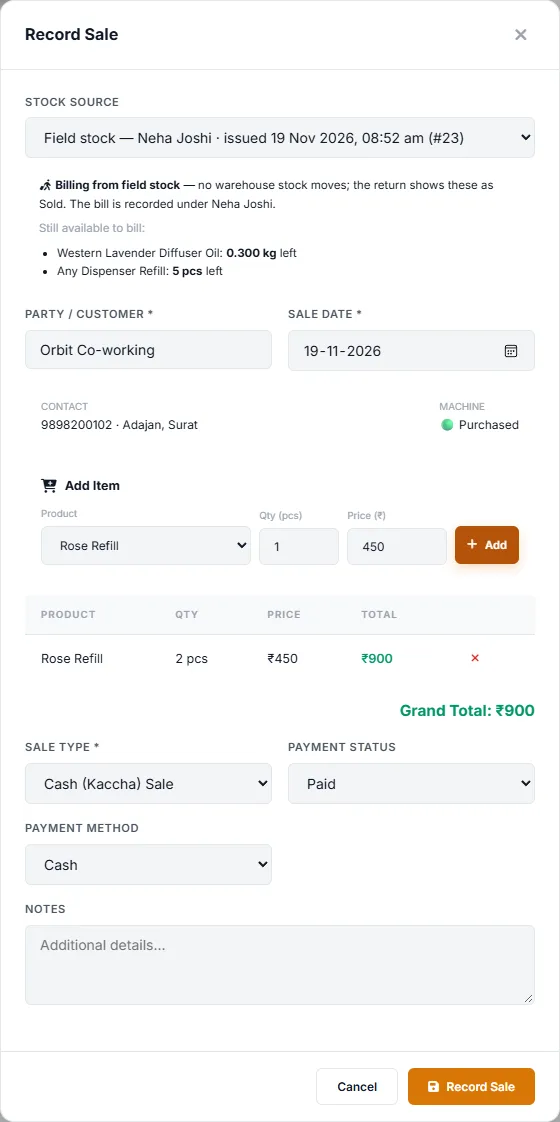 Record Sale
STOCK SOURCE
Field stock — Neha Joshi · issued 19 Nov 2026, 08:52 am (#23)
Billing from field stock — no warehouse stock moves; the return shows these as
Sold. The bill is recorded under Neha Joshi.
Still available to bill:
• Western Lavender Diffuser Oil: 0.300 kg left
• Any Dispenser Refill: 5 pcs left
PARTY / CUSTOMER * SALE DATE *
Orbit Co-working 19-11-2026
CONTACT MACHINE
9898200102 · Adajan, Surat Purchased
Add Item
Product Qty (pcs) Price (₹)
Rose Refill 1 450 + Add
PRODUCT QTY PRICE TOTAL
Rose Refill 2 pcs ₹450 ₹900 ×
Grand Total: ₹900
SALE TYPE * PAYMENT STATUS
Cash (Kaccha) Sale Paid
PAYMENT METHOD
Cash
NOTES
Additional details...
Cancel Record Sale